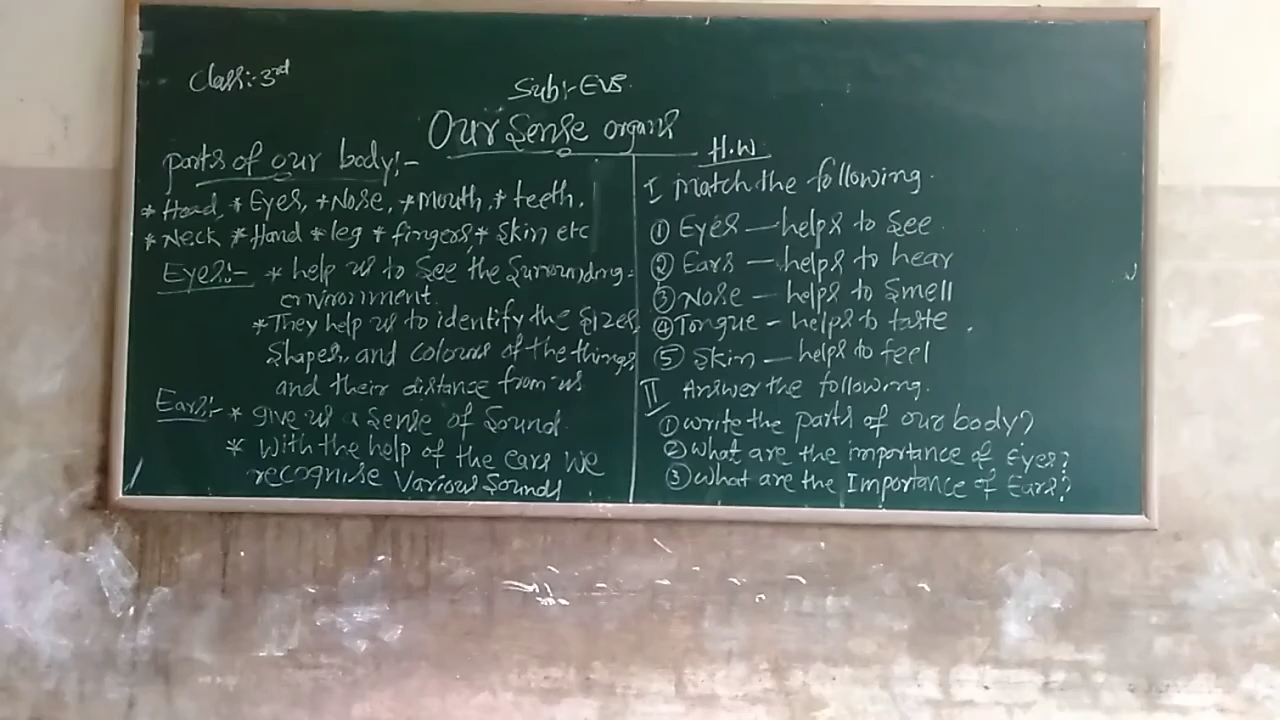 Class:- 3rd
Sub:- EVS.
Our Sense organs
parts of our body:-
* Head, * Eyes, * Nose, * Mouth, * teeth,
* Neck * Hand * leg * fingers * Skin etc
Eyes:- * help us to See the Surrounding-
environment.
* They help us to identify the Sizes,
Shapes, and colours of the things,
and their distance from us
Ears:- * give us a Sense of Sound.
* With the help of the ears we
recognise Various Sounds
H.W
I Match the following.
① Eyes — helps to See
② Ears — helps to hear
③ Nose — helps to Smell
④ Tongue - helps to taste.
⑤ Skin — helps to feel
II Answer the following.
① Write the parts of our body?
② What are the importance of Eyes?
③ What are the Importance of Ears?